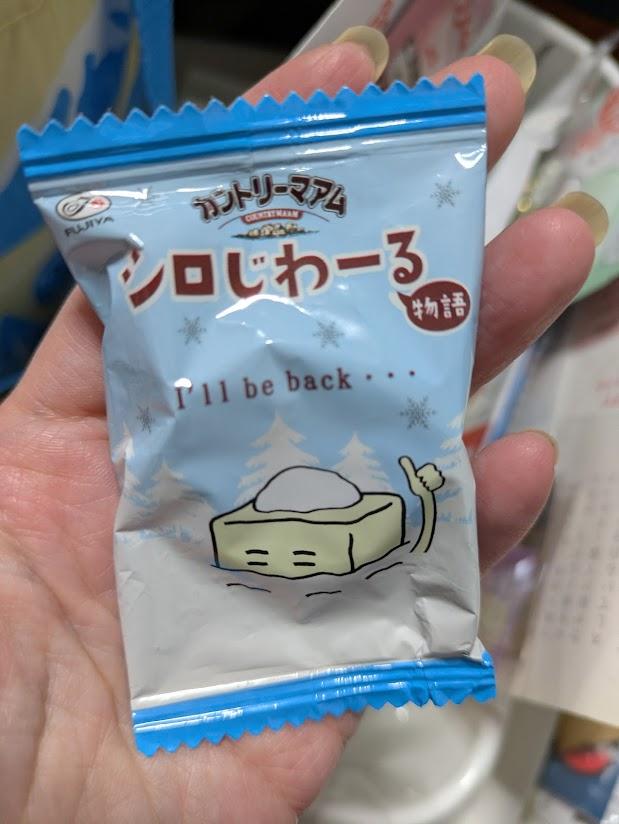 FUJIYA
カントリーマアム
COUNTRY MA'AM
シロじわーる
物語
I'll be back・・・